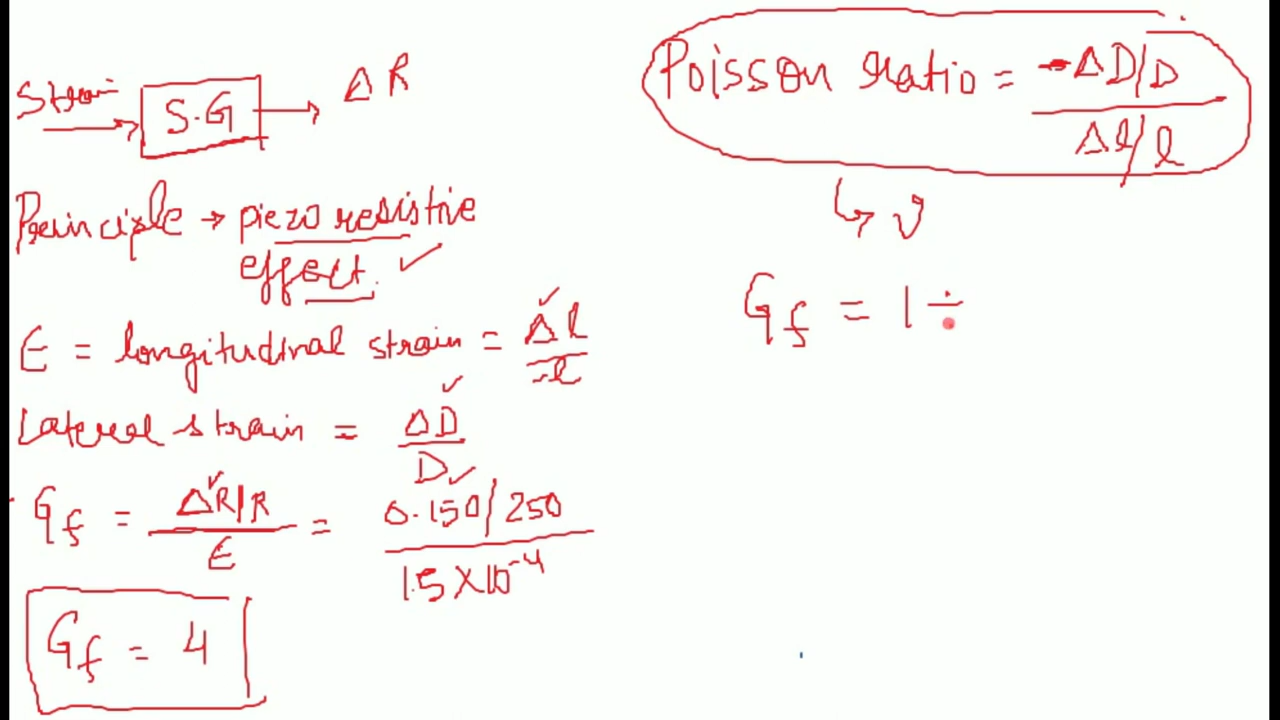 Strain → S.G → ΔR
Principle → piezo resistive
effect.
E = longitudinal strain = Δl/l
Lateral strain = ΔD/D
Gf = (ΔR/R)/E = (0.150/250)/(1.5×10⁻⁴)
Gf = 4
Poisson ratio = (-ΔD/D)/(Δl/l)
↳ ν
Gf = 1 ÷